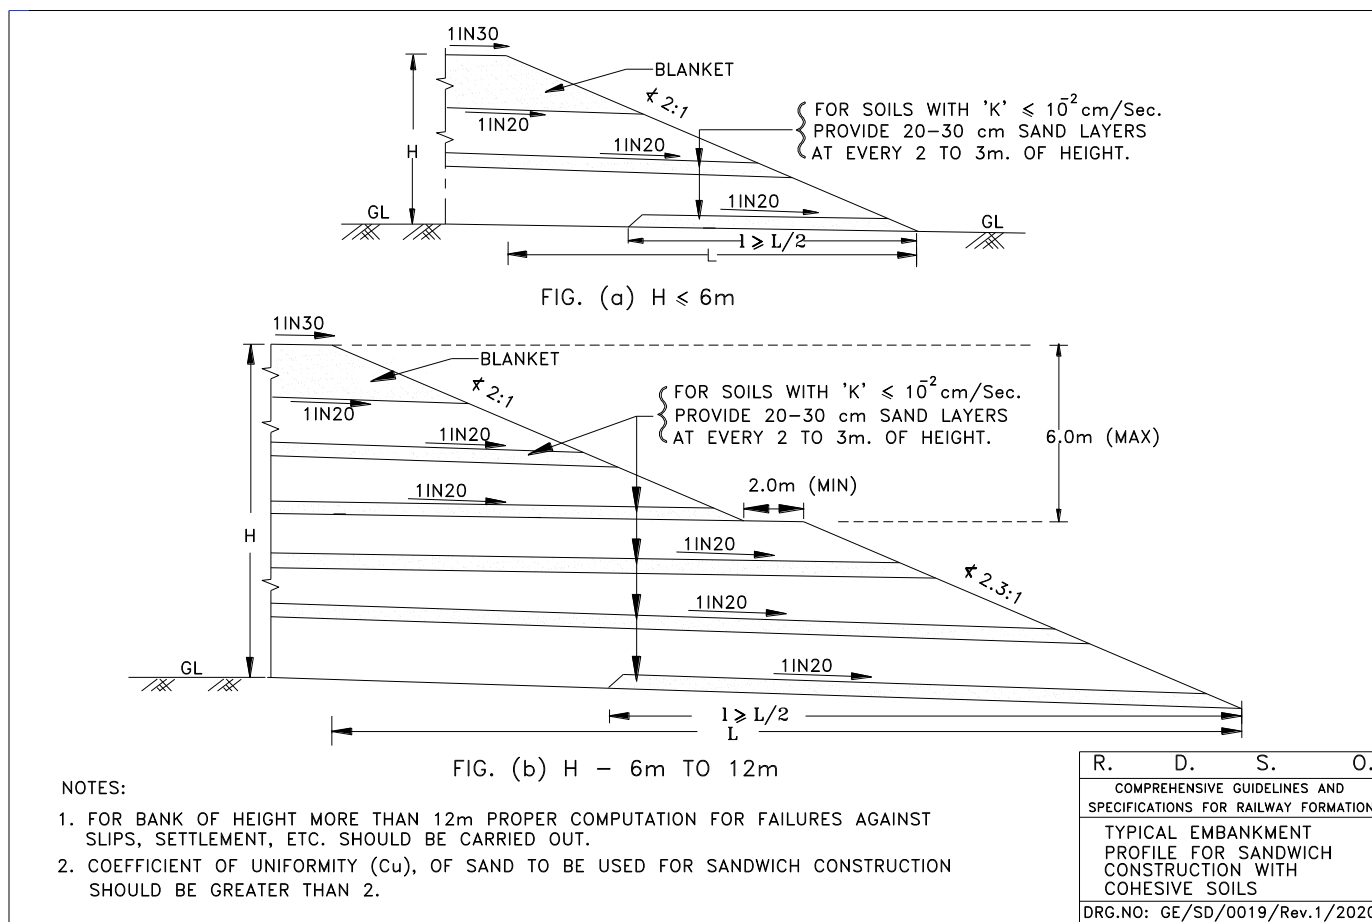 1IN30
BLANKET
∡ 2:1
1IN20
FOR SOILS WITH 'K' ⩽ 10⁻² cm/Sec.
PROVIDE 20-30 cm SAND LAYERS
AT EVERY 2 TO 3m. OF HEIGHT.
H
1IN20
1IN20
GL
GL
l ⩾ L/2
L
FIG. (a) H ⩽ 6m
1IN30
BLANKET
∡ 2:1
FOR SOILS WITH 'K' ⩽ 10⁻² cm/Sec.
PROVIDE 20-30 cm SAND LAYERS
AT EVERY 2 TO 3m. OF HEIGHT.
1IN20
1IN20
6.0m (MAX)
1IN20
2.0m (MIN)
H
1IN20
∡ 2.3:1
1IN20
GL
1IN20
l ⩾ L/2
L
FIG. (b) H - 6m TO 12m
NOTES:
1. FOR BANK OF HEIGHT MORE THAN 12m PROPER COMPUTATION FOR FAILURES AGAINST
SLIPS, SETTLEMENT, ETC. SHOULD BE CARRIED OUT.
2. COEFFICIENT OF UNIFORMITY (Cu), OF SAND TO BE USED FOR SANDWICH CONSTRUCTION
SHOULD BE GREATER THAN 2.
R. D. S. O.
COMPREHENSIVE GUIDELINES AND
SPECIFICATIONS FOR RAILWAY FORMATION
TYPICAL EMBANKMENT
PROFILE FOR SANDWICH
CONSTRUCTION WITH
COHESIVE SOILS
DRG.NO: GE/SD/0019/Rev.1/2020